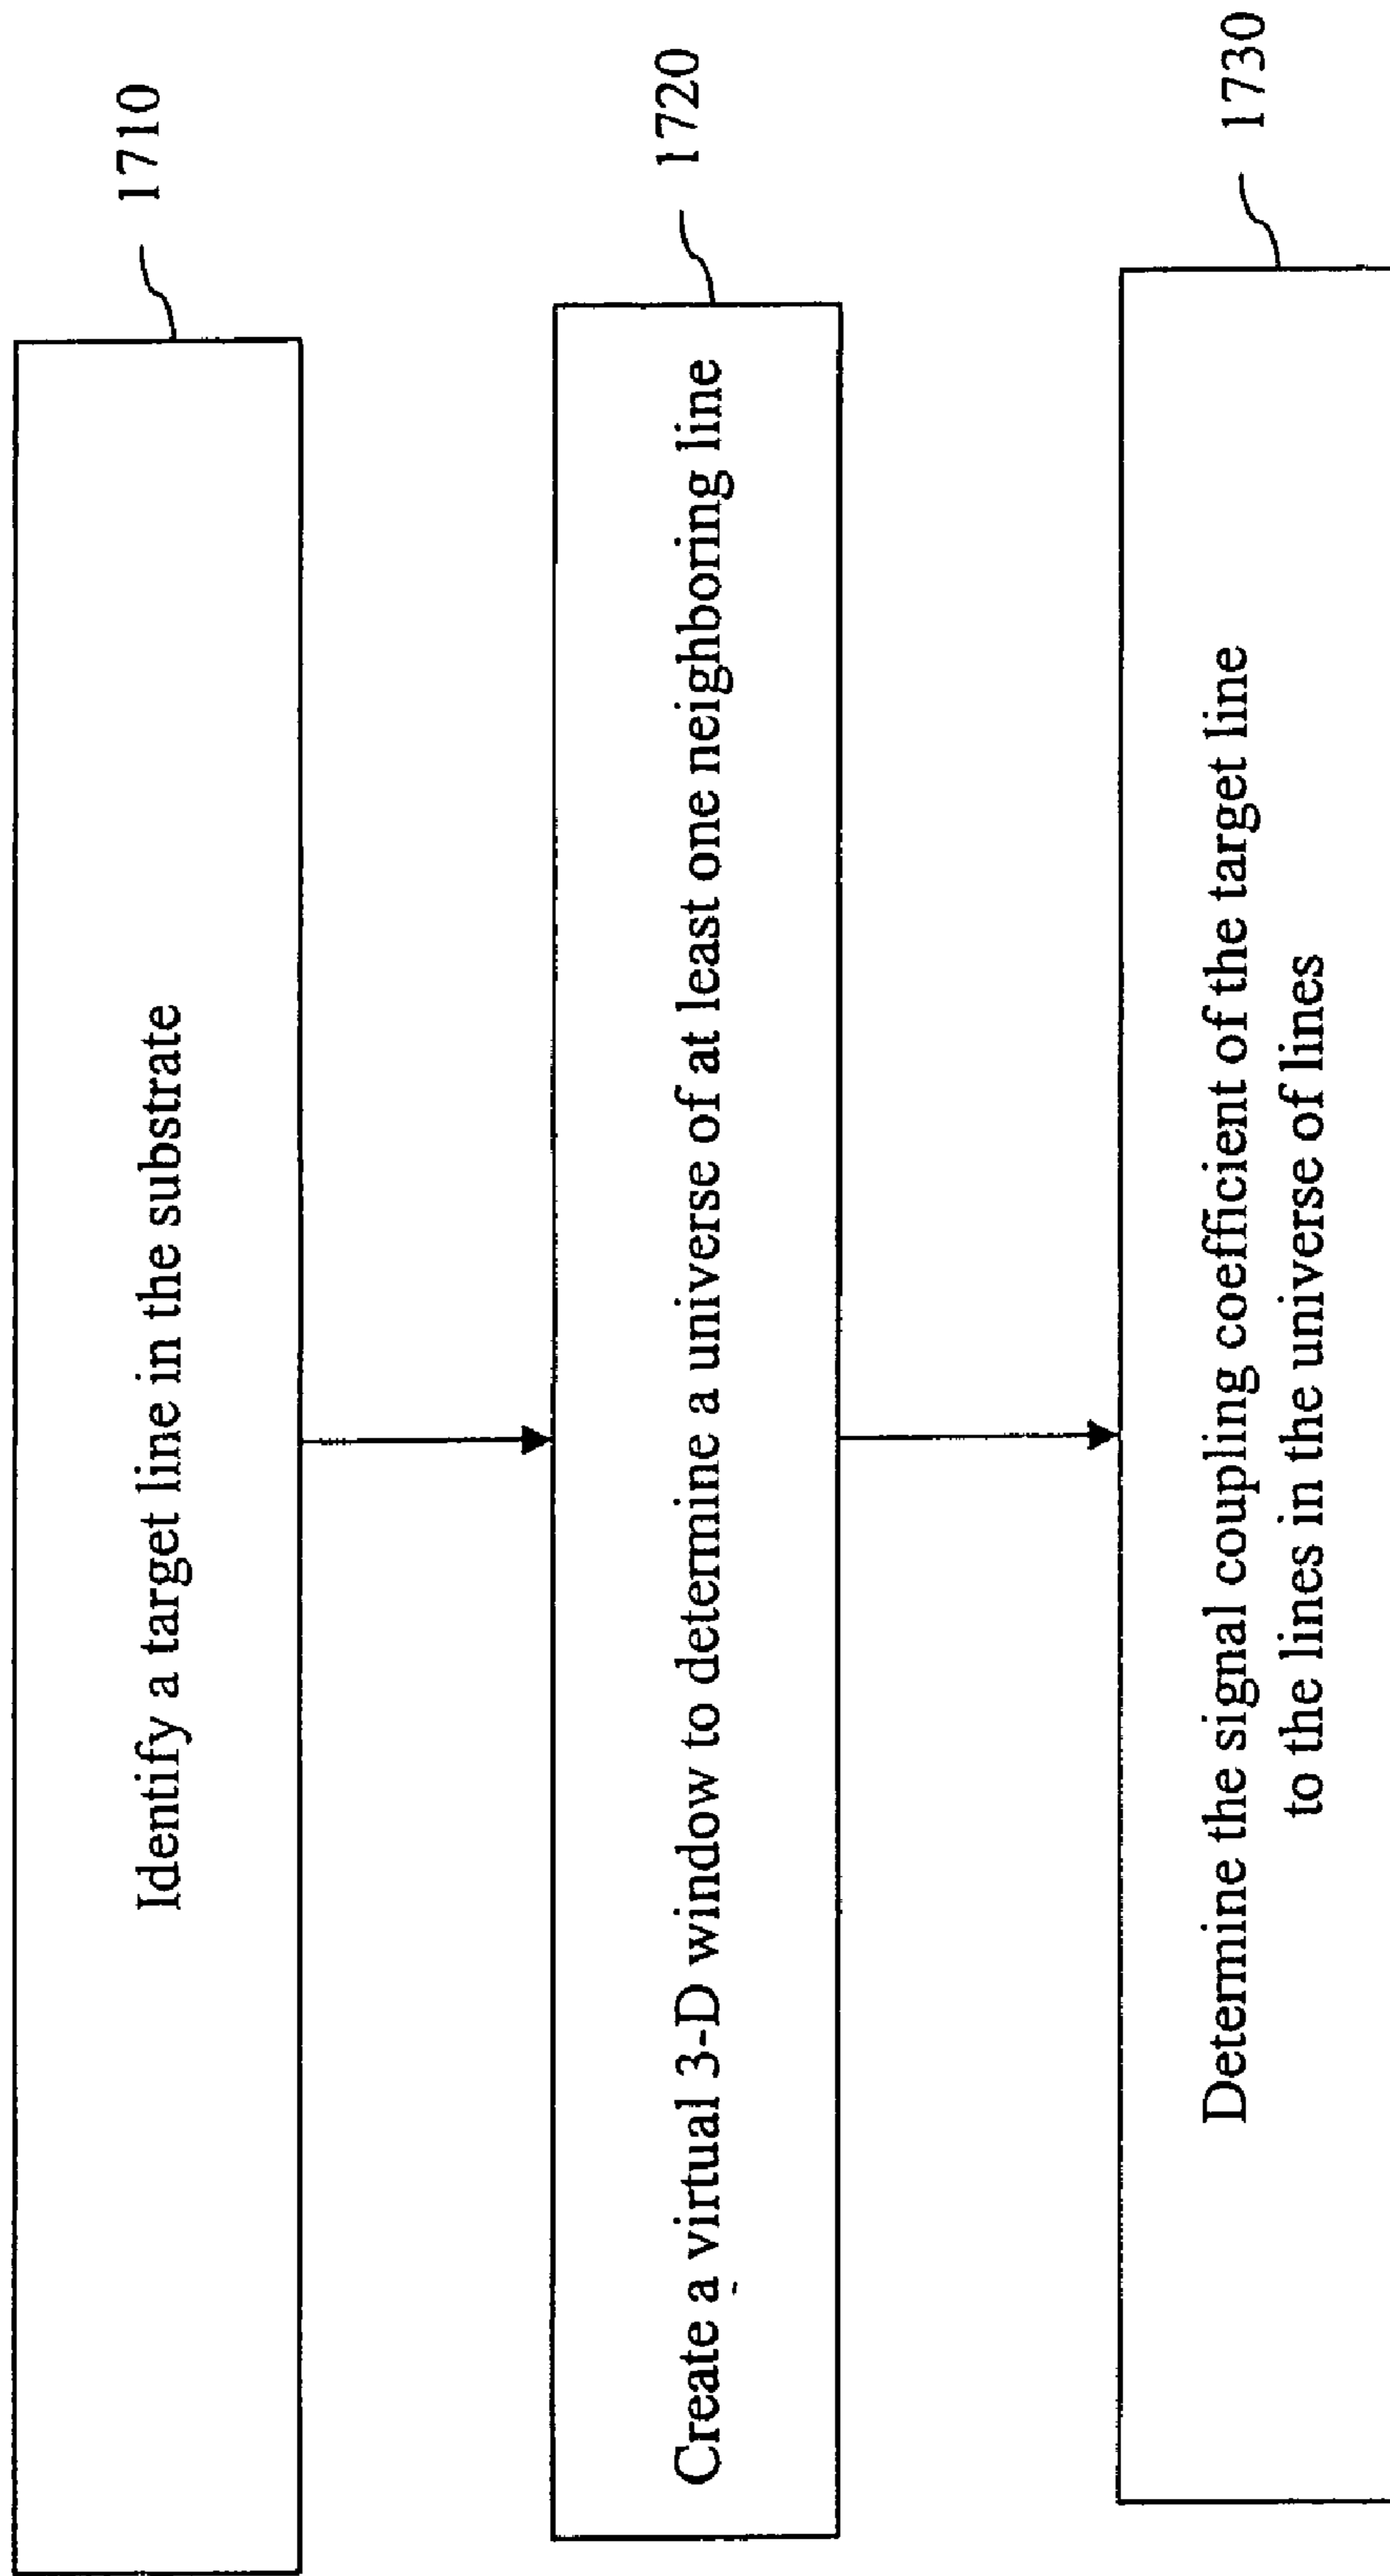 Identify a target line in the substrate
1710
Create a virtual 3-D window to determine a universe of at least one neighboring line
1720
Determine the signal coupling coefficient of the target line
to the lines in the universe of lines
1730